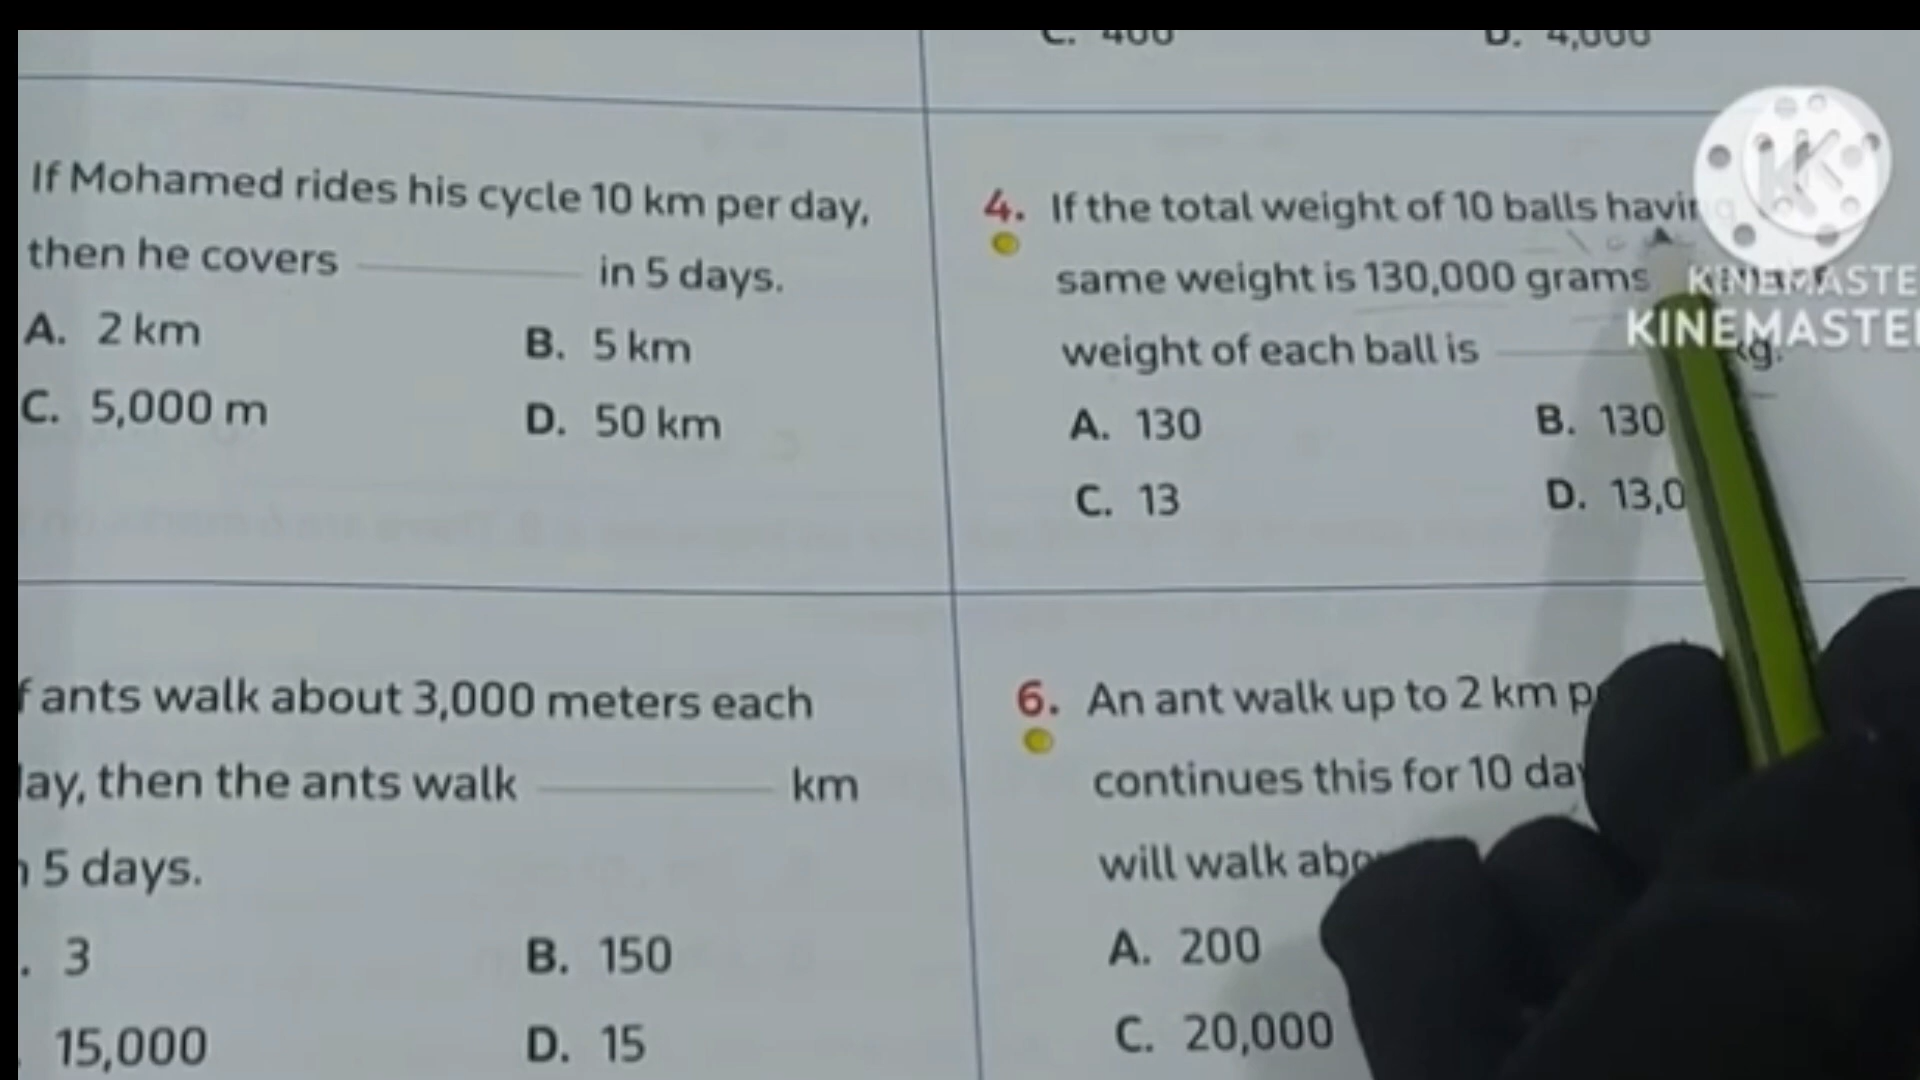 C. 400 D. 4,000
If Mohamed rides his cycle 10 km per day,
then he covers in 5 days.
A. 2 km B. 5 km
C. 5,000 m D. 50 km
4. If the total weight of 10 balls
same weight is 130,000 grams
weight of each ball is kg.
A. 130 B. 130
C. 13 D. 13,0
KINEMASTE
KINEMASTE
ants walk about 3,000 meters each
then the ants walk km
5 days.
3 B. 150
15,000 D. 15
6. An ant walk up to 2 km
continues this for 10
will walk
A. 200
C. 20,000